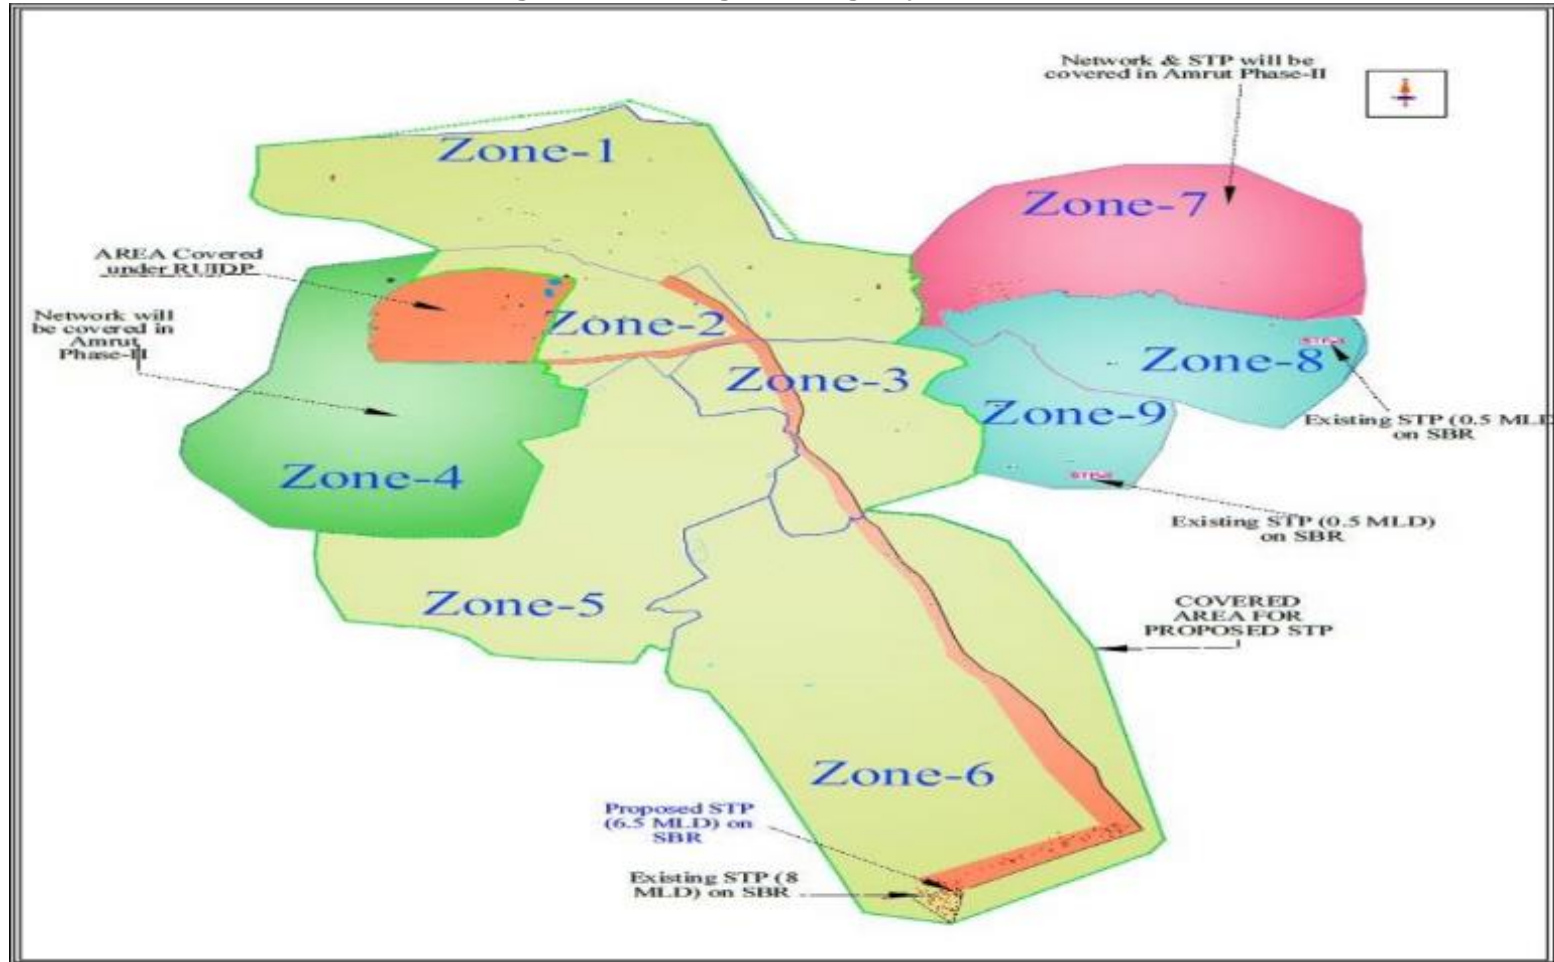 Network & STP will be
covered in Amrut Phase-II
Zone-1
Zone-7
AREA Covered
under RUIDP
Network will
be covered in
Amrut
Phase-II
Zone-2
Zone-3
Zone-8
Zone-9
Existing STP (0.5 MLD
on SBR
Zone-4
Existing STP (0.5 MLD)
on SBR
Zone-5
COVERED
AREA FOR
PROPOSED STP
Zone-6
Proposed STP
(6.5 MLD) on
SBR
Existing STP (8
MLD) on SBR